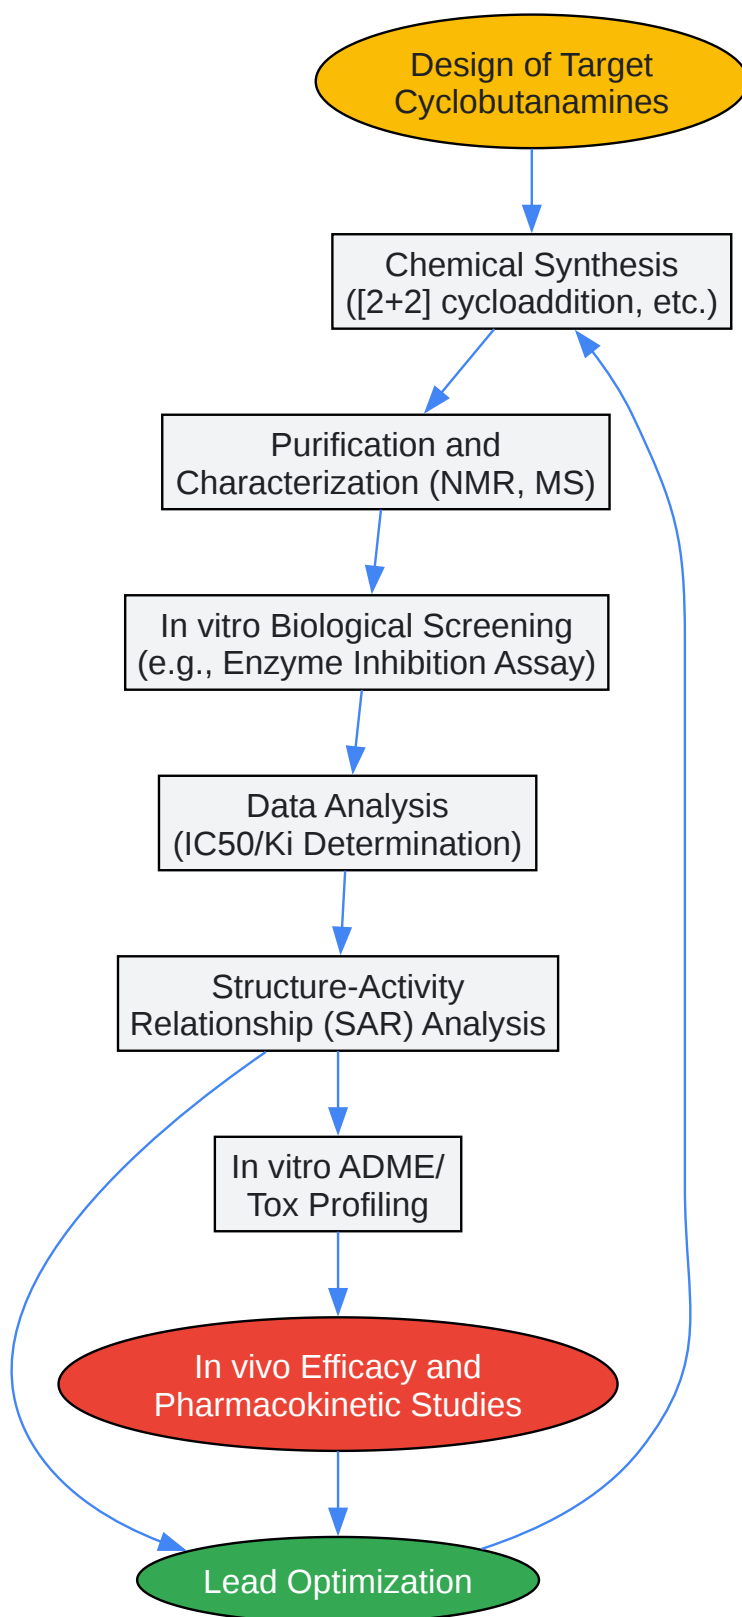 Design of Target
Cyclobutanamines
Chemical Synthesis
([2+2] cycloaddition, etc.)
Purification and
Characterization (NMR, MS)
In vitro Biological Screening
(e.g., Enzyme Inhibition Assay)
Data Analysis
(IC50/Ki Determination)
Structure-Activity
Relationship (SAR) Analysis
In vitro ADME/
Tox Profiling
In vivo Efficacy and
Pharmacokinetic Studies
Lead Optimization